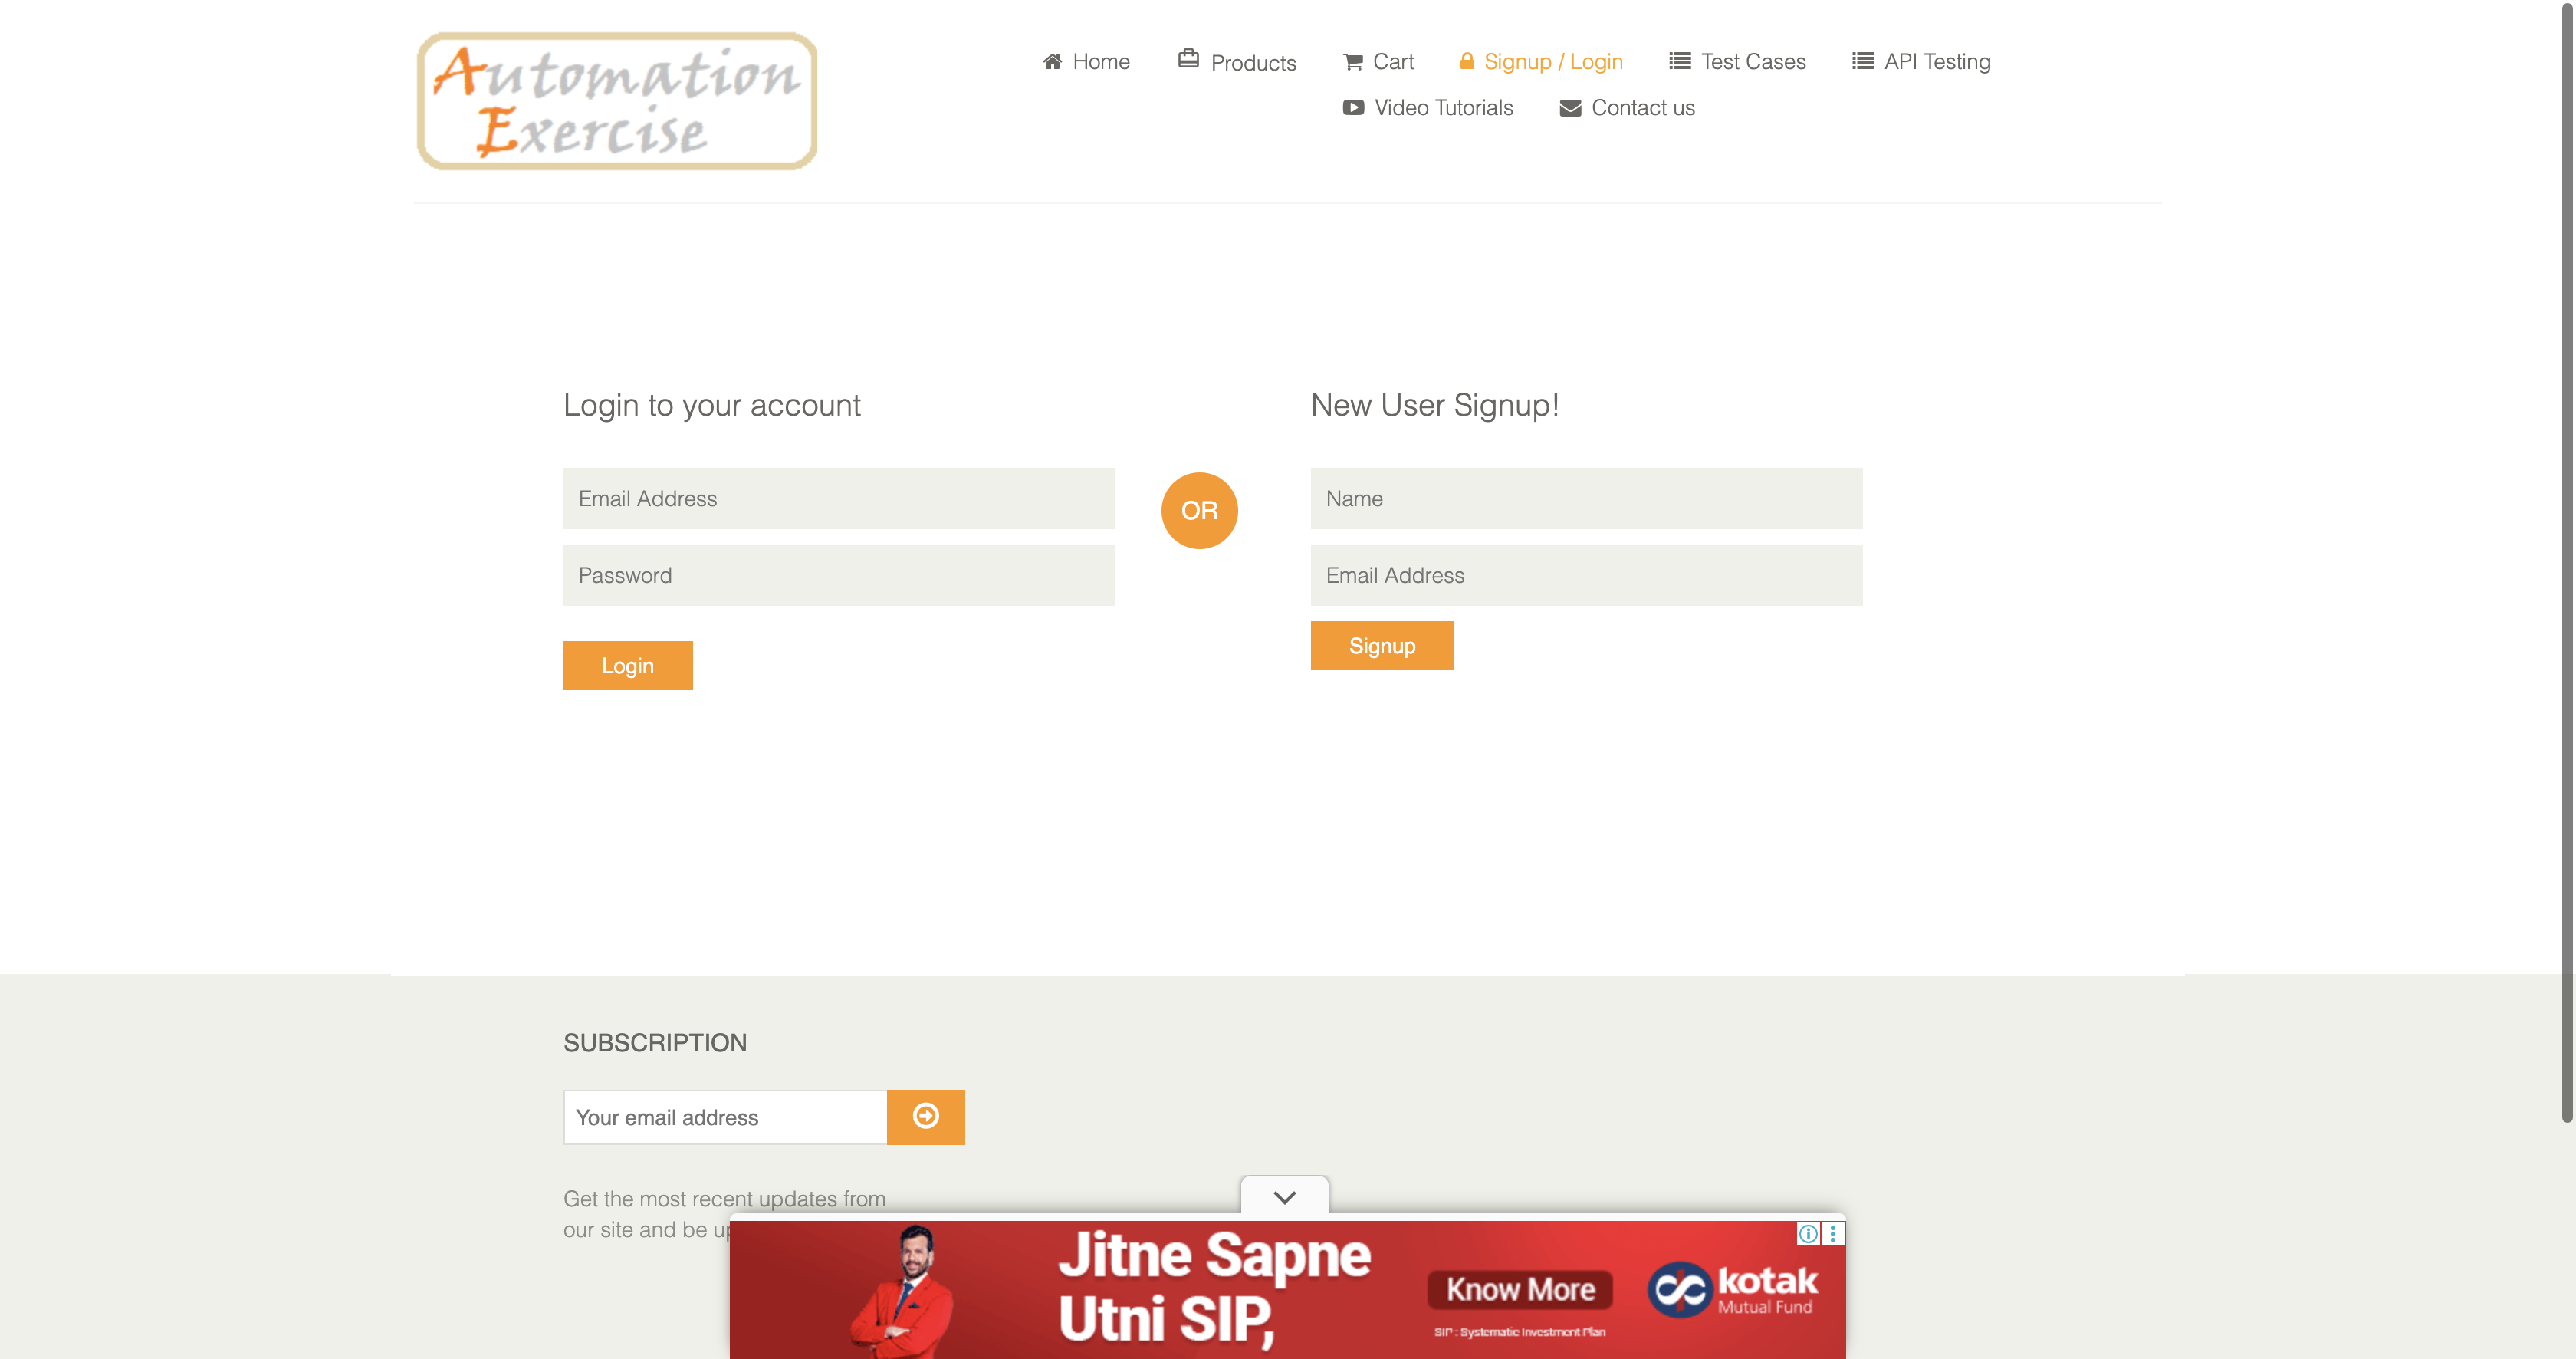 Automation
Exercise
Home
Products
Cart
Signup / Login
Test Cases
API Testing
Video Tutorials
Contact us
Login to your account
Email Address
Password
Login
OR
New User Signup!
Name
Email Address
Signup
SUBSCRIPTION
Your email address
Get the most recent updates from
our site and be
Jitne Sapne
Utni SIP,
Know More
SIP : Systematic Investment Plan
kotak
Mutual Fund